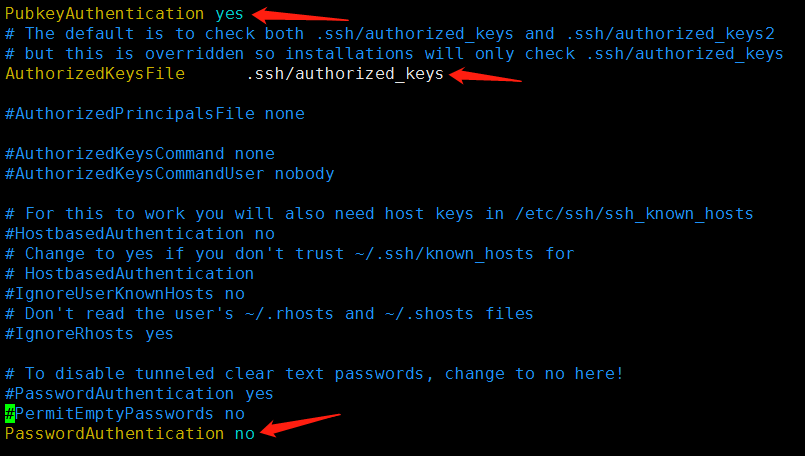 PubkeyAuthentication yes
# The default is to check both .ssh/authorized_keys and .ssh/authorized_keys2
# but this is overridden so installations will only check .ssh/authorized_keys
AuthorizedKeysFile      .ssh/authorized_keys
#AuthorizedPrincipalsFile none
#AuthorizedKeysCommand none
#AuthorizedKeysCommandUser nobody
# For this to work you will also need host keys in /etc/ssh/ssh_known_hosts
#HostbasedAuthentication no
# Change to yes if you don't trust ~/.ssh/known_hosts for
# HostbasedAuthentication
#IgnoreUserKnownHosts no
# Don't read the user's ~/.rhosts and ~/.shosts files
#IgnoreRhosts yes
# To disable tunneled clear text passwords, change to no here!
#PasswordAuthentication yes
#PermitEmptyPasswords no
PasswordAuthentication no